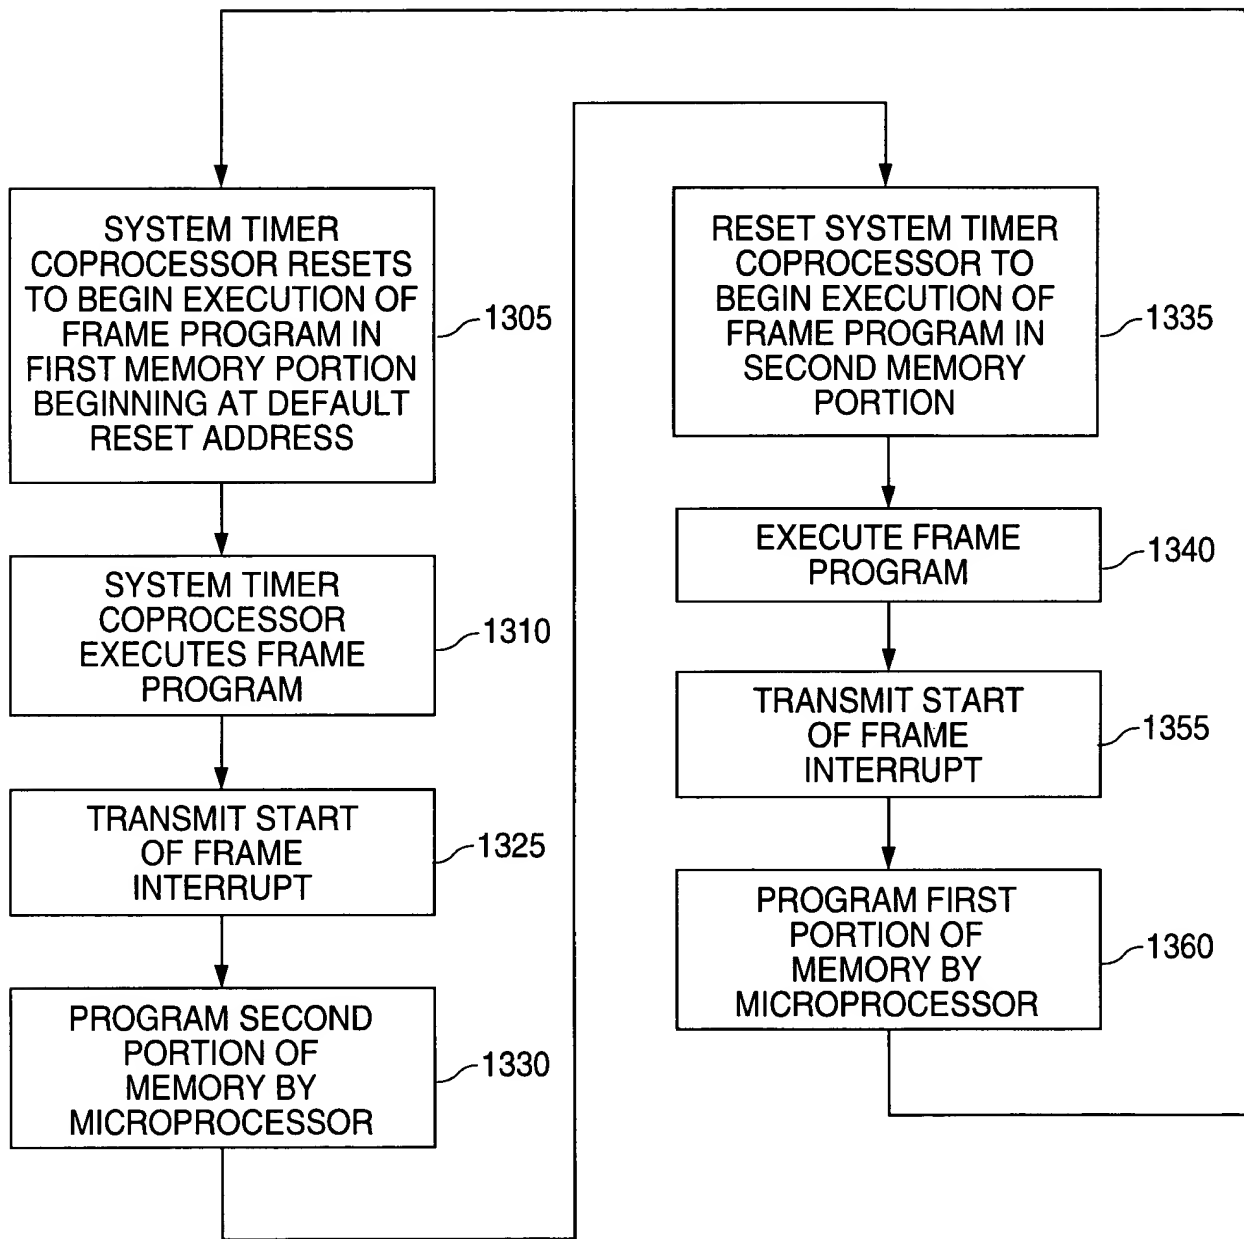 SYSTEM TIMER
COPROCESSOR RESETS
TO BEGIN EXECUTION OF
FRAME PROGRAM IN
FIRST MEMORY PORTION
BEGINNING AT DEFAULT
RESET ADDRESS
1305
SYSTEM TIMER
COPROCESSOR
EXECUTES FRAME
PROGRAM
1310
TRANSMIT START
OF FRAME
INTERRUPT
1325
PROGRAM SECOND
PORTION OF
MEMORY BY
MICROPROCESSOR
1330
RESET SYSTEM TIMER
COPROCESSOR TO
BEGIN EXECUTION OF
FRAME PROGRAM IN
SECOND MEMORY
PORTION
1335
EXECUTE FRAME
PROGRAM
1340
TRANSMIT START
OF FRAME
INTERRUPT
1355
PROGRAM FIRST
PORTION OF
MEMORY BY
MICROPROCESSOR
1360